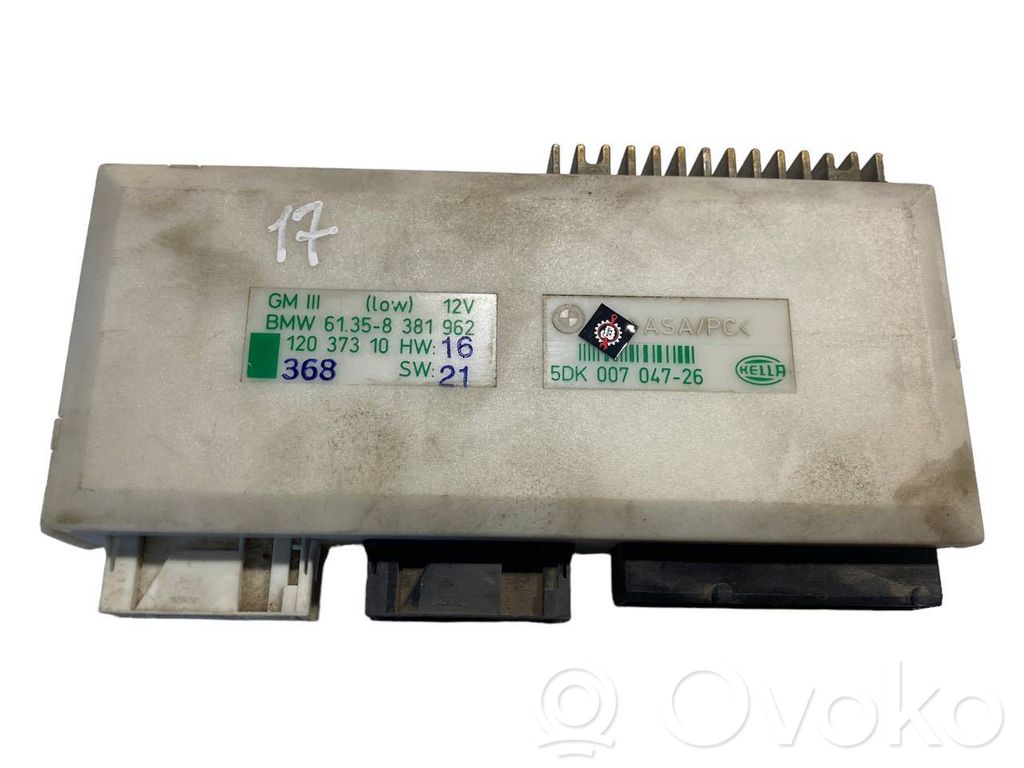 17
GM III (low) 12V
BMW 61.35-8 381 962
120 373 10 HW: 16
368 SW: 21
ASA/PC<
5DK 007 047-26
HELLA
Ovoko